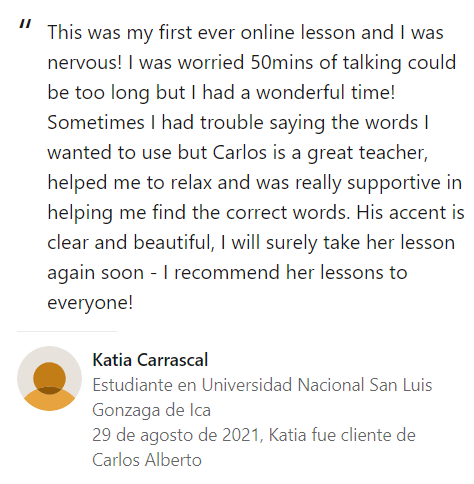 “ This was my first ever online lesson and I was
nervous! I was worried 50mins of talking could
be too long but I had a wonderful time!
Sometimes I had trouble saying the words I
wanted to use but Carlos is a great teacher,
helped me to relax and was really supportive in
helping me find the correct words. His accent is
clear and beautiful, I will surely take her lesson
again soon - I recommend her lessons to
everyone!
Katia Carrascal
Estudiante en Universidad Nacional San Luis
Gonzaga de Ica
29 de agosto de 2021, Katia fue cliente de
Carlos Alberto